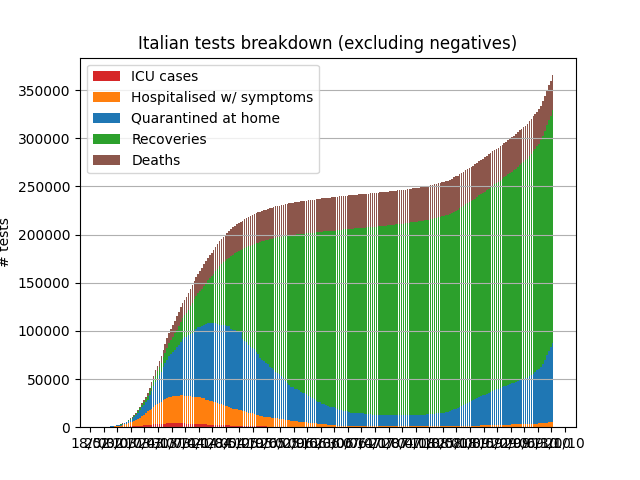 Italian tests breakdown (excluding negatives)
ICU cases
Hospitalised w/ symptoms
Quarantined at home
Recoveries
Deaths
350000
300000
250000
200000
150000
100000
50000
0
# tests